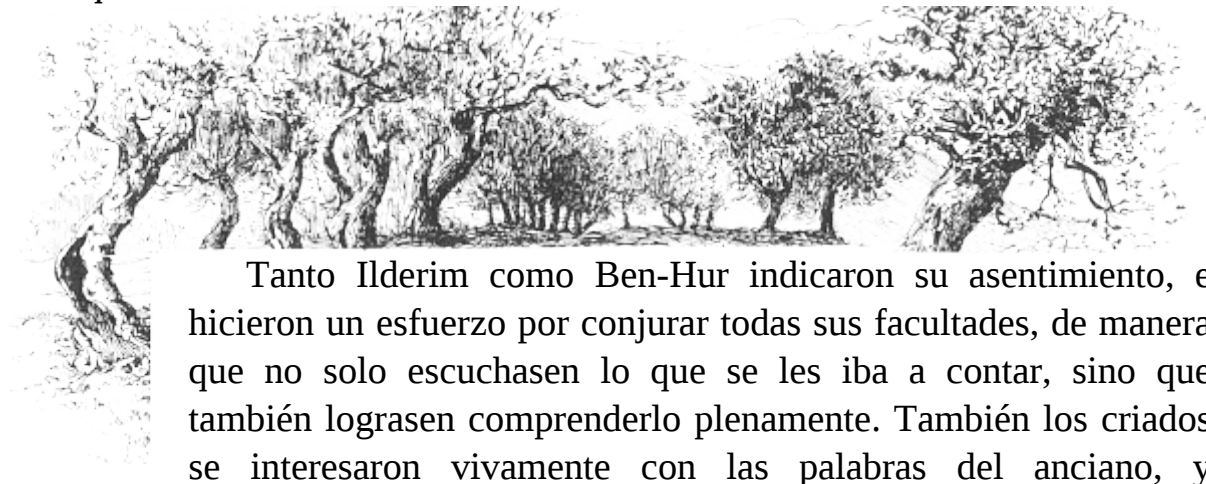 Tanto Ilderim como Ben-Hur indicaron su asentimiento, e
hicieron un esfuerzo por conjurar todas sus facultades, de manera
que no solo escuchasen lo que se les iba a contar, sino que
también lograsen comprenderlo plenamente. También los criados
se interesaron vivamente con las palabras del anciano, y